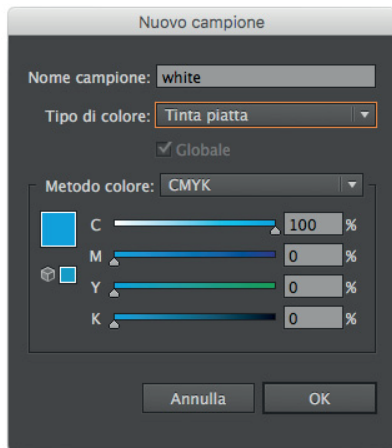 Nuovo campione
Nome campione: white
Tipo di colore: Tinta piatta
Globale
Metodo colore: CMYK
C 100 %
M 0 %
Y 0 %
K 0 %
Annulla OK